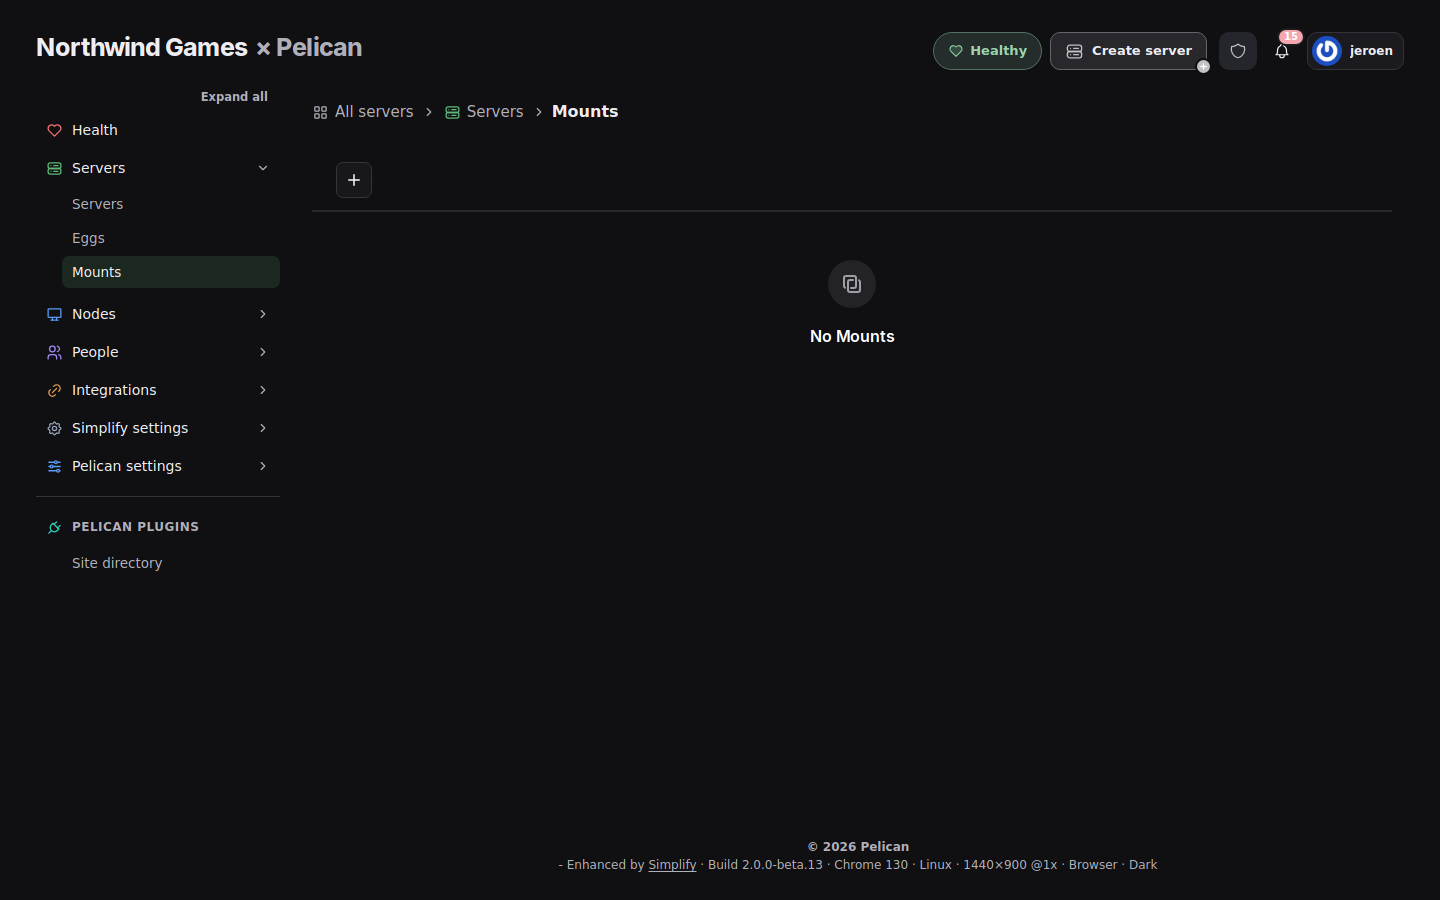 Northwind Games × Pelican
Healthy
Create server
15
jeroen
Expand all
Health
Servers
Servers
Eggs
Mounts
Nodes
People
Integrations
Simplify settings
Pelican settings
PELICAN PLUGINS
Site directory
All servers > Servers > Mounts
No Mounts
© 2026 Pelican
- Enhanced by Simplify · Build 2.0.0-beta.13 · Chrome 130 · Linux · 1440×900 @1x · Browser · Dark